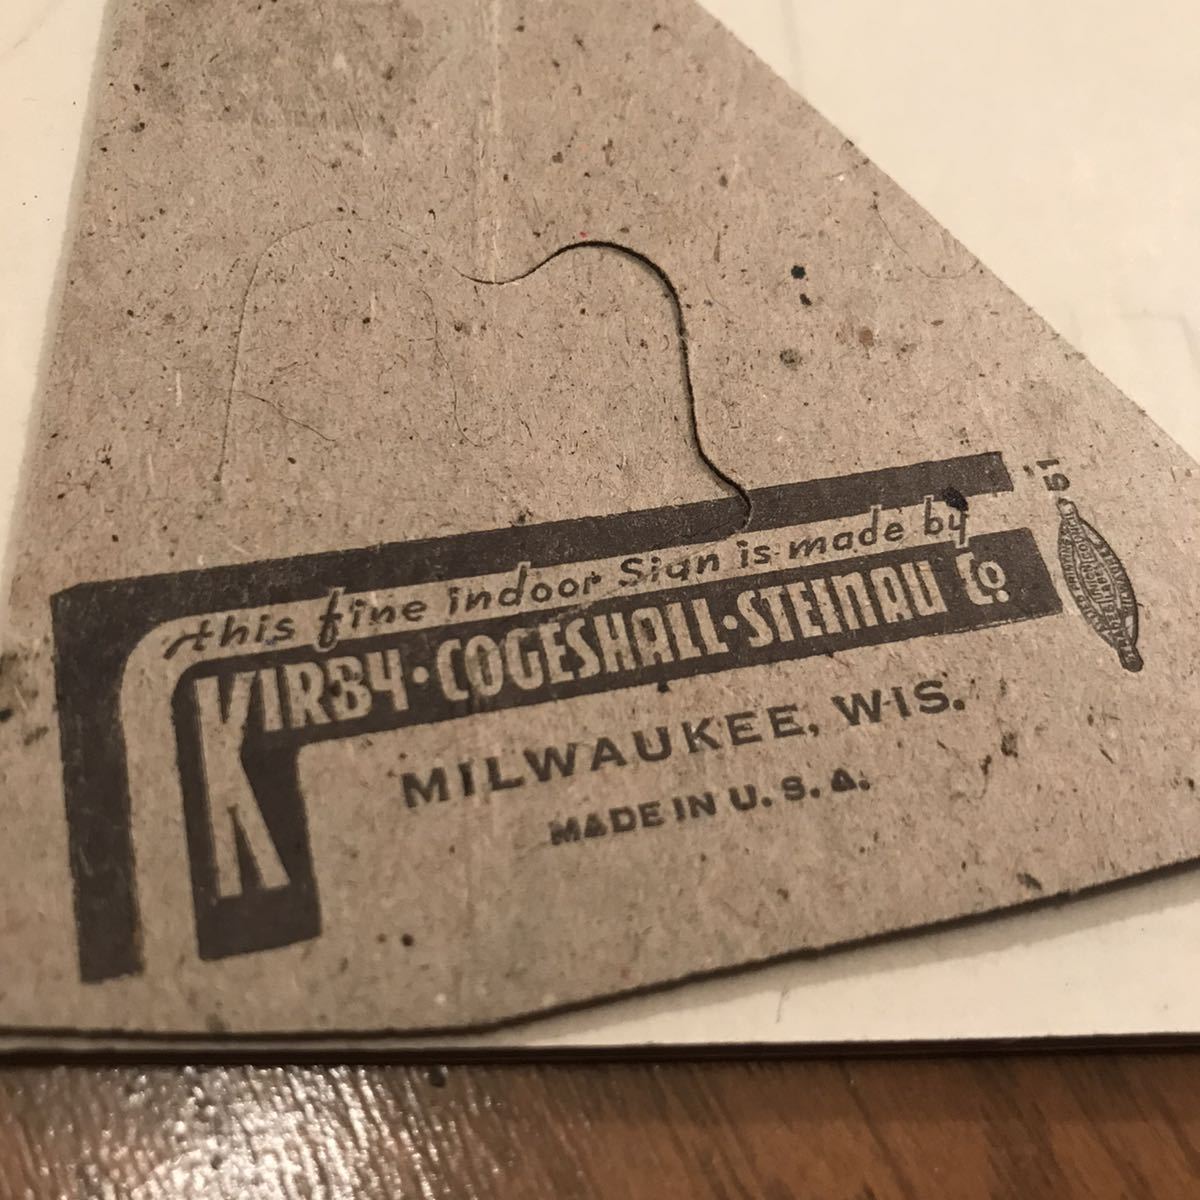 this fine indoor Sign is made by
KIRBY·COGESHALL·STEINAU CO.
MILWAUKEE, WIS.
MADE IN U. S. A.
51